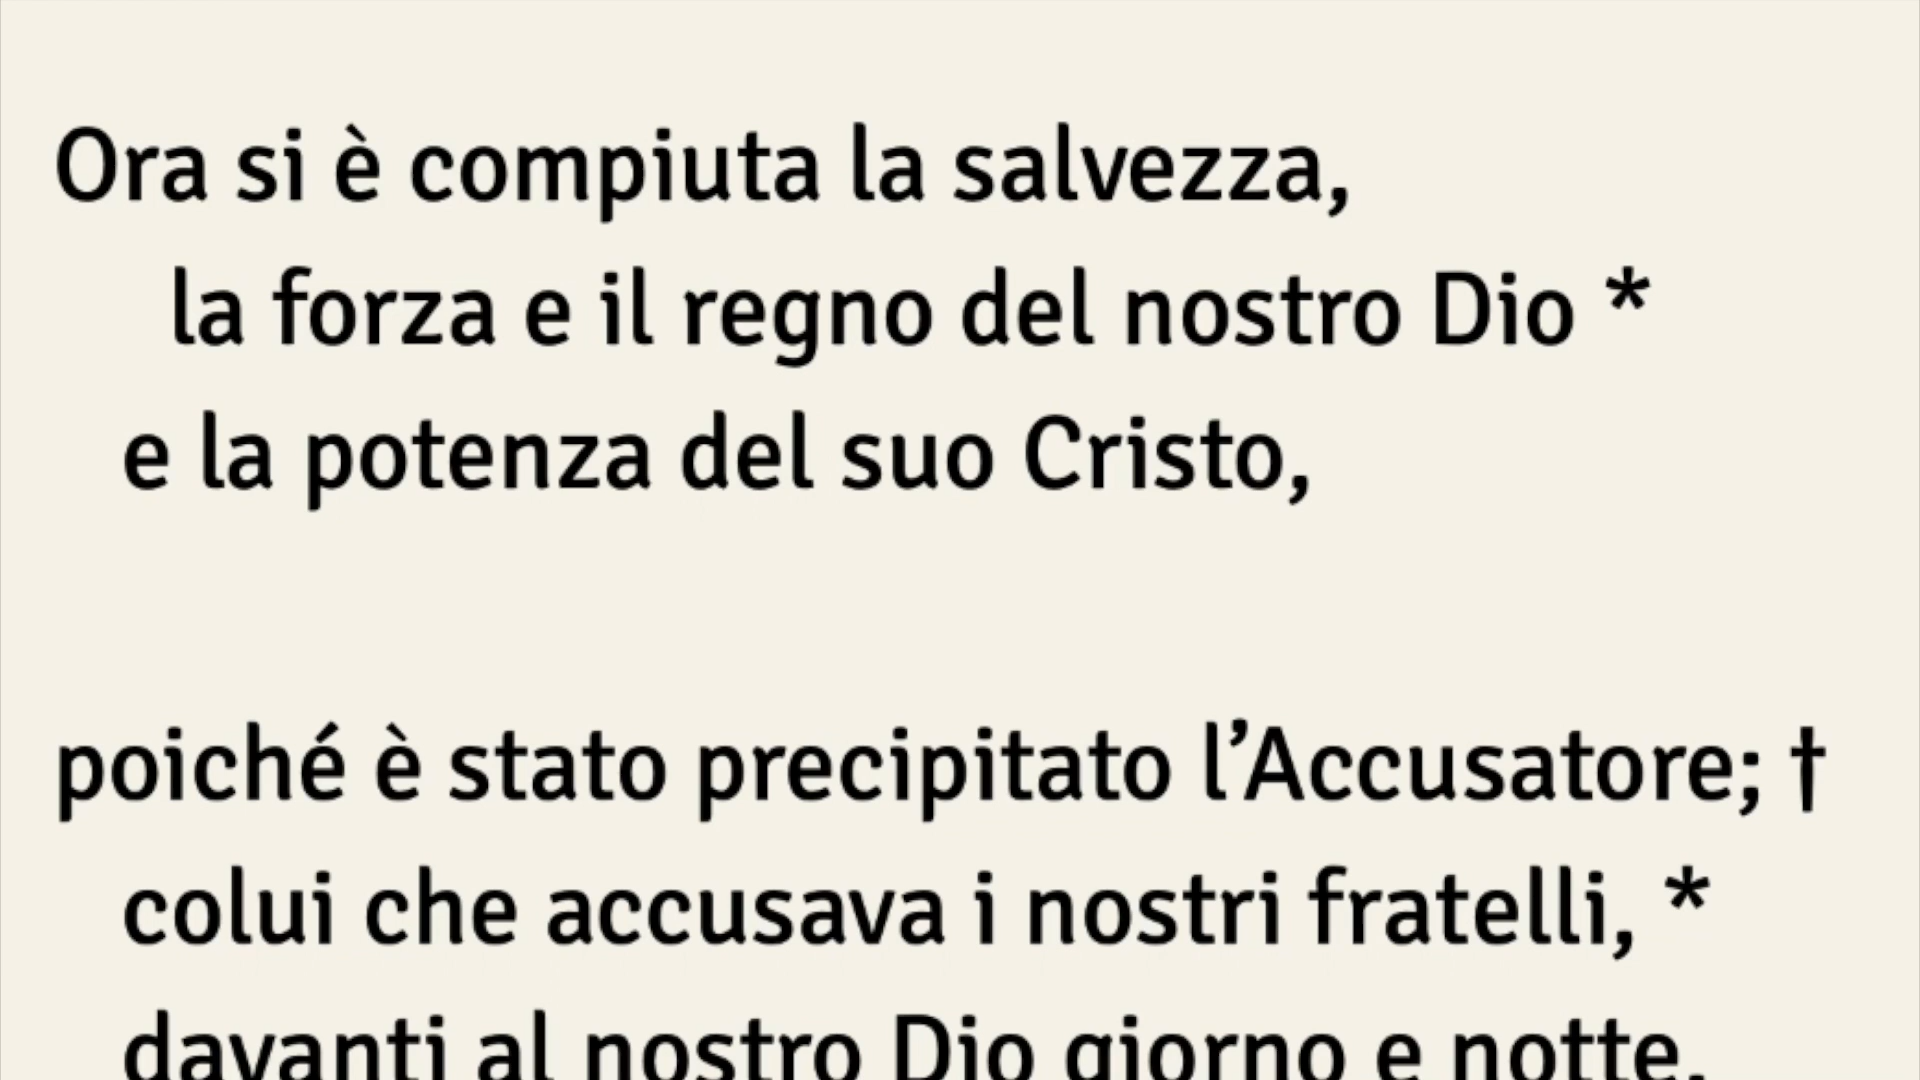 Ora si è compiuta la salvezza,
la forza e il regno del nostro Dio *
e la potenza del suo Cristo,
poiché è stato precipitato l’Accusatore; †
colui che accusava i nostri fratelli, *
davanti al nostro Dio giorno e notte.